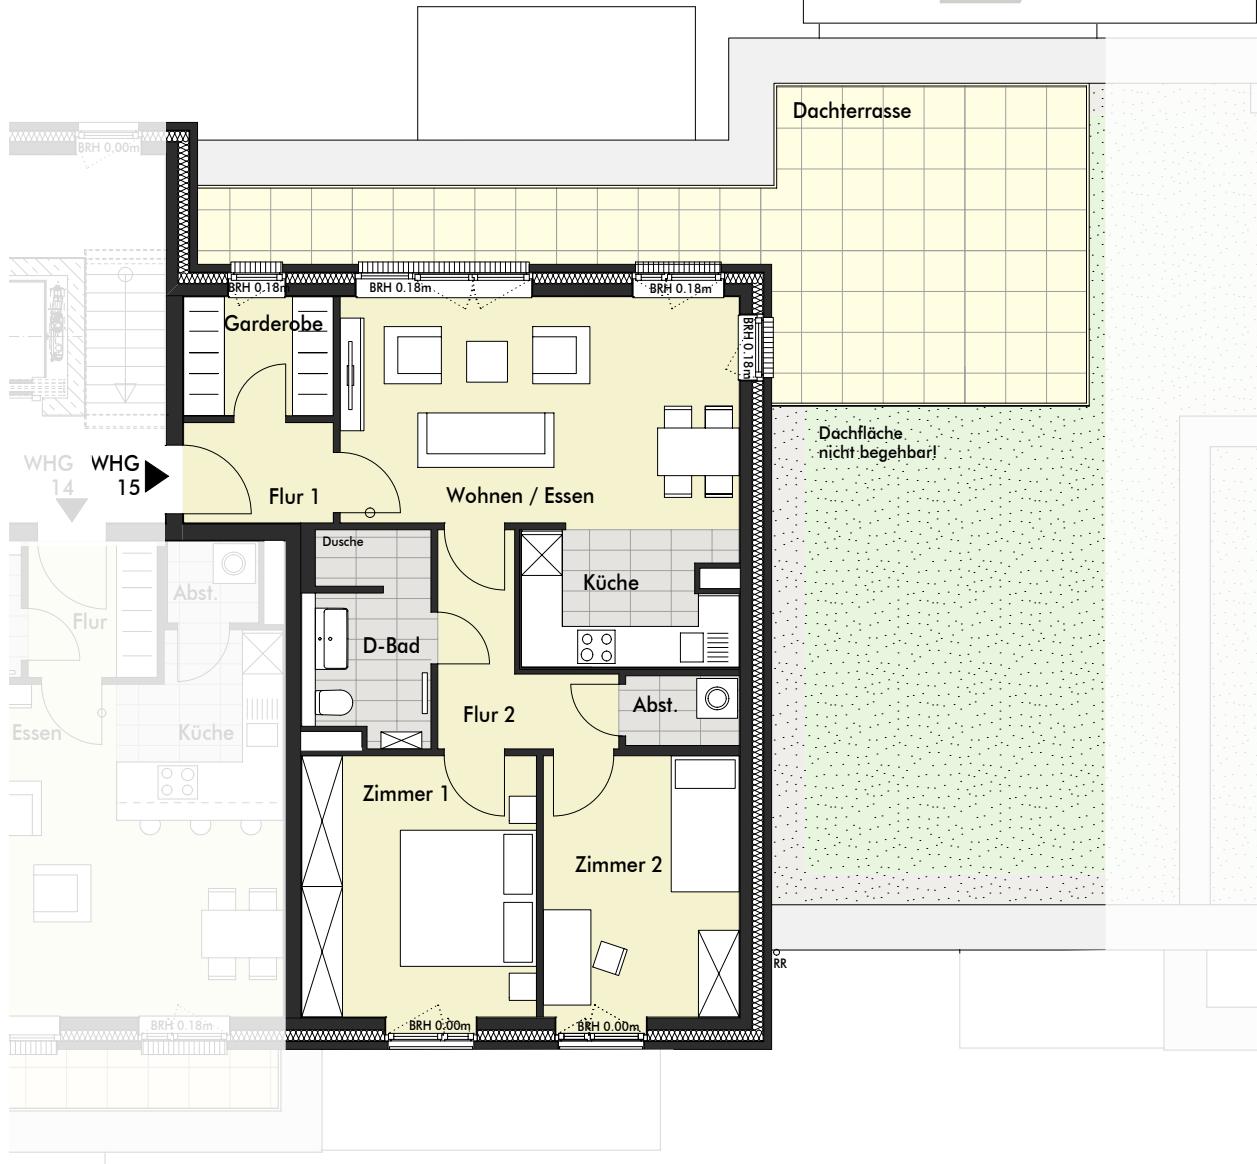 Dachterrasse
BRH 0,00m
BRH 0.18m
BRH 0.18m
BRH 0.18m
Garderobe
BRH 0.18m
Dachfläche
nicht begehbar!
WHG
14
WHG
15
Flur 1
Wohnen / Essen
Dusche
Küche
Abst.
Flur
D-Bad
Abst.
Flur 2
Essen
Küche
Zimmer 1
Zimmer 2
RR
BRH 0.18m
BRH 0.00m
BRH 0.00m